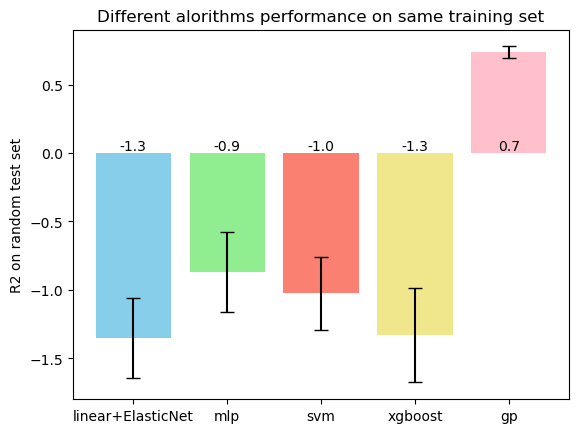 Different alorithms performance on same training set
R2 on random test set
0.5
0.0
−0.5
−1.0
−1.5
-1.3
-0.9
-1.0
-1.3
0.7
linear+ElasticNet
mlp
svm
xgboost
gp